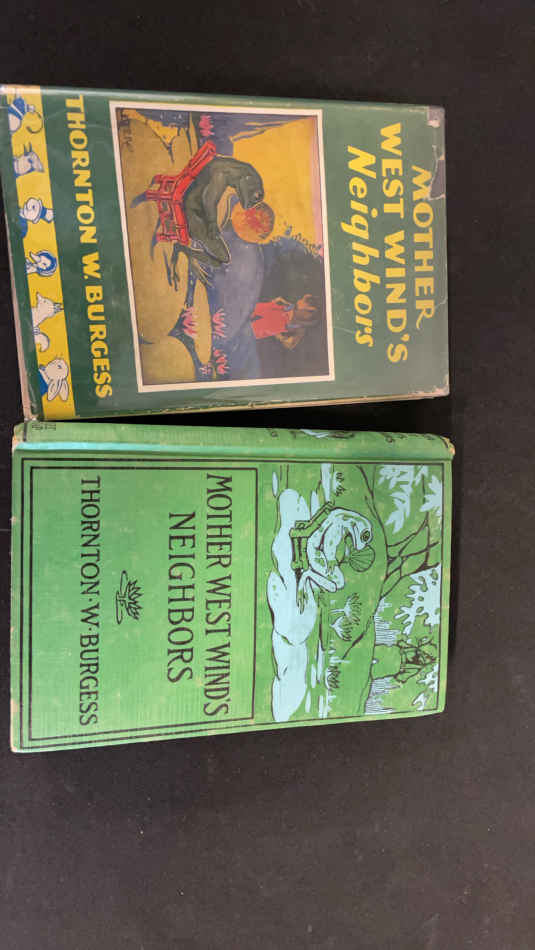 MOTHER
WEST WIND'S
Neighbors
THORNTON W. BURGESS
MOTHER WEST WINDS
NEIGHBORS
THORNTON·W·BURGESS